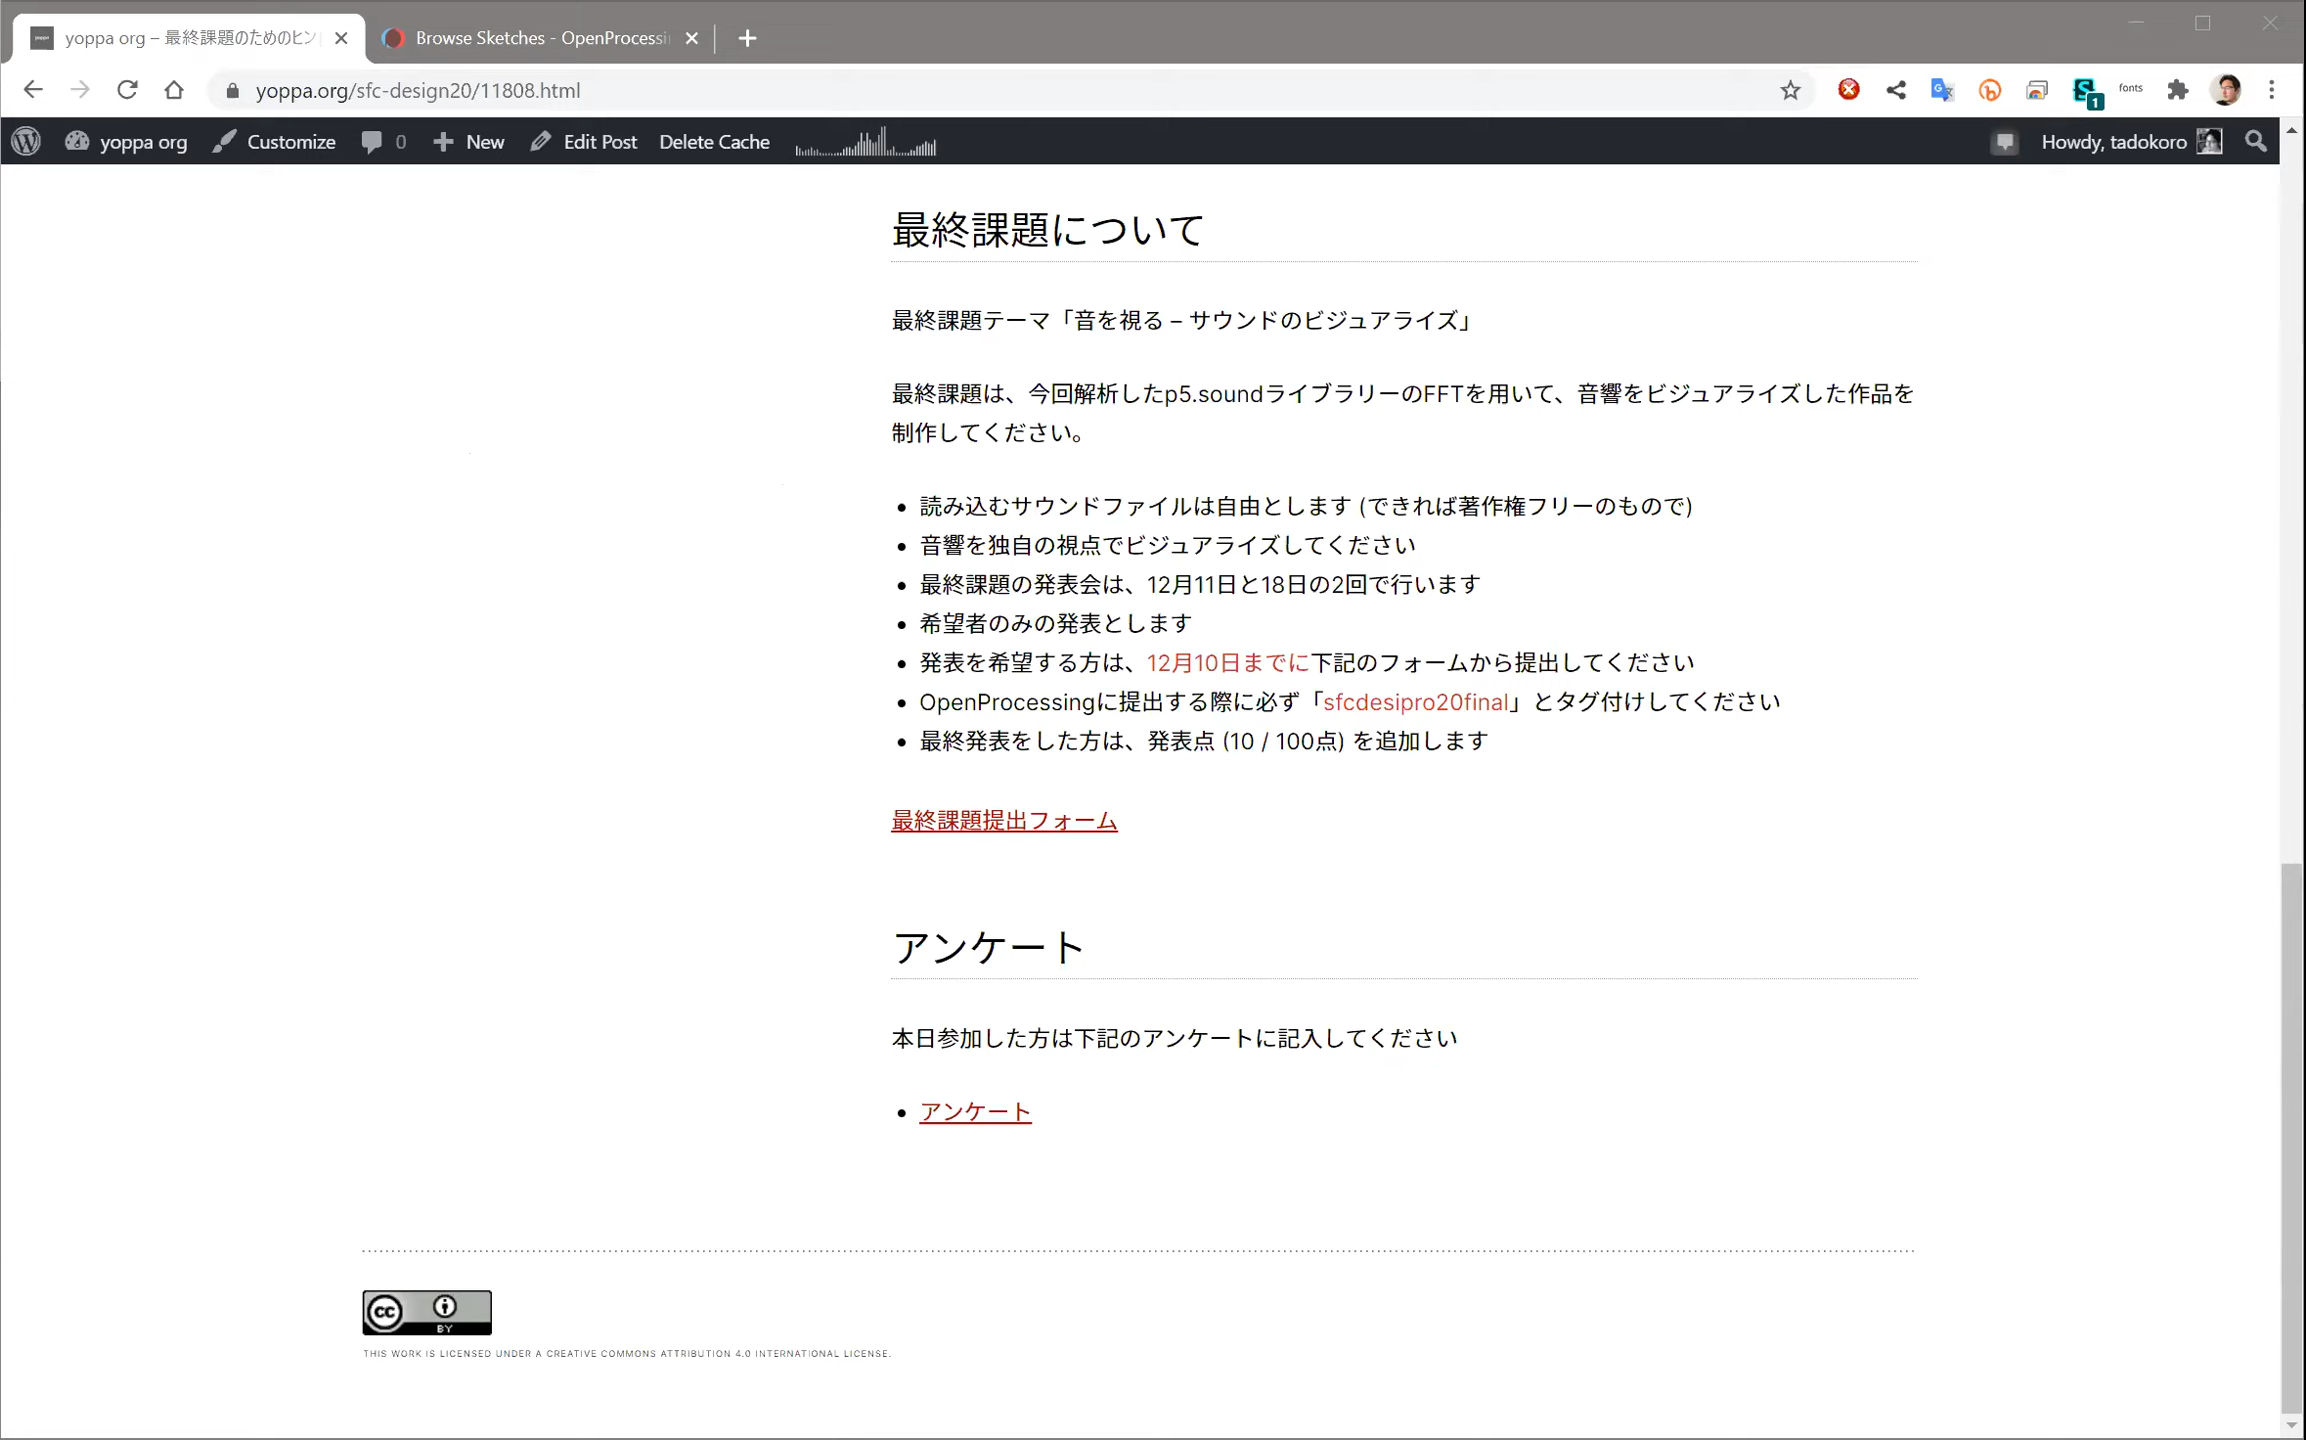 yoppa org – 最終課題のためのヒン
Browse Sketches - OpenProcessi
yoppa.org/sfc-design20/11808.html
fonts
1
yoppa org
Customize
0
New
Edit Post
Delete Cache
Howdy, tadokoro
最終課題について
最終課題テーマ「音を視る – サウンドのビジュアライズ」
最終課題は、今回解析したp5.soundライブラリーのFFTを用いて、音響をビジュアライズした作品を
制作してください。
読み込むサウンドファイルは自由とします (できれば著作権フリーのもので)
音響を独自の視点でビジュアライズしてください
最終課題の発表会は、12月11日と18日の2回で行います
希望者のみの発表とします
発表を希望する方は、12月10日までに下記のフォームから提出してください
OpenProcessingに提出する際に必ず「sfcdesipro20final」とタグ付けしてください
最終発表をした方は、発表点 (10 / 100点) を追加します
最終課題提出フォーム
アンケート
本日参加した方は下記のアンケートに記入してください
アンケート
cc
BY
THIS WORK IS LICENSED UNDER A CREATIVE COMMONS ATTRIBUTION 4.0 INTERNATIONAL LICENSE.